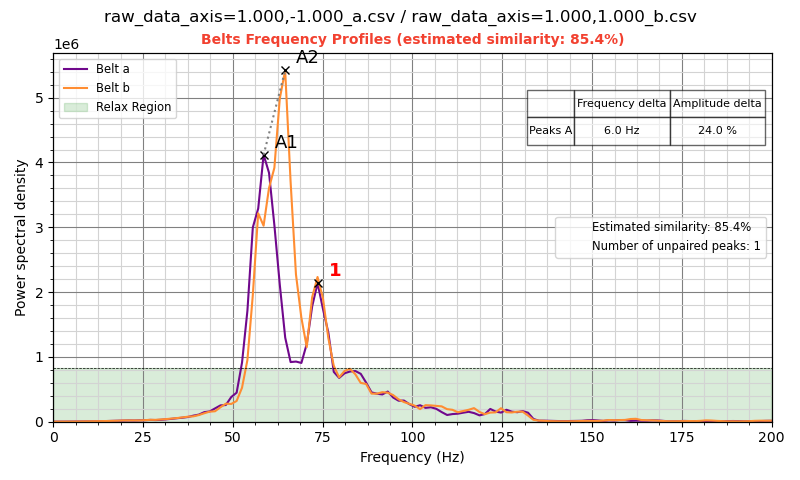 raw_data_axis=1.000,-1.000_a.csv / raw_data_axis=1.000,1.000_b.csv
Belts Frequency Profiles (estimated similarity: 85.4%)
1e6
Belt a
Belt b
Relax Region
A2
A1
1
Frequency delta Amplitude delta
Peaks A 6.0 Hz 24.0 %
Estimated similarity: 85.4%
Number of unpaired peaks: 1
Power spectral density
5
4
3
2
1
0
0 25 50 75 100 125 150 175 200
Frequency (Hz)